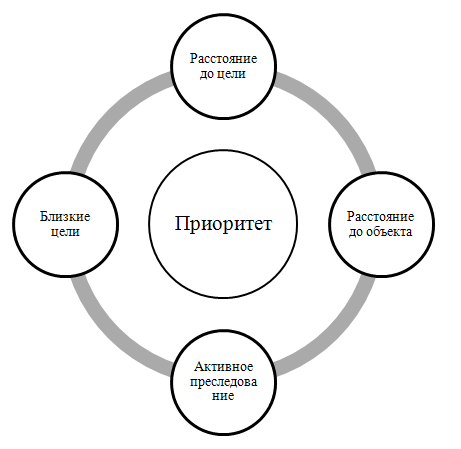 Расстояние
до цели
Близкие
цели
Приоритет
Расстояние
до объекта
Активное
преследова
ние